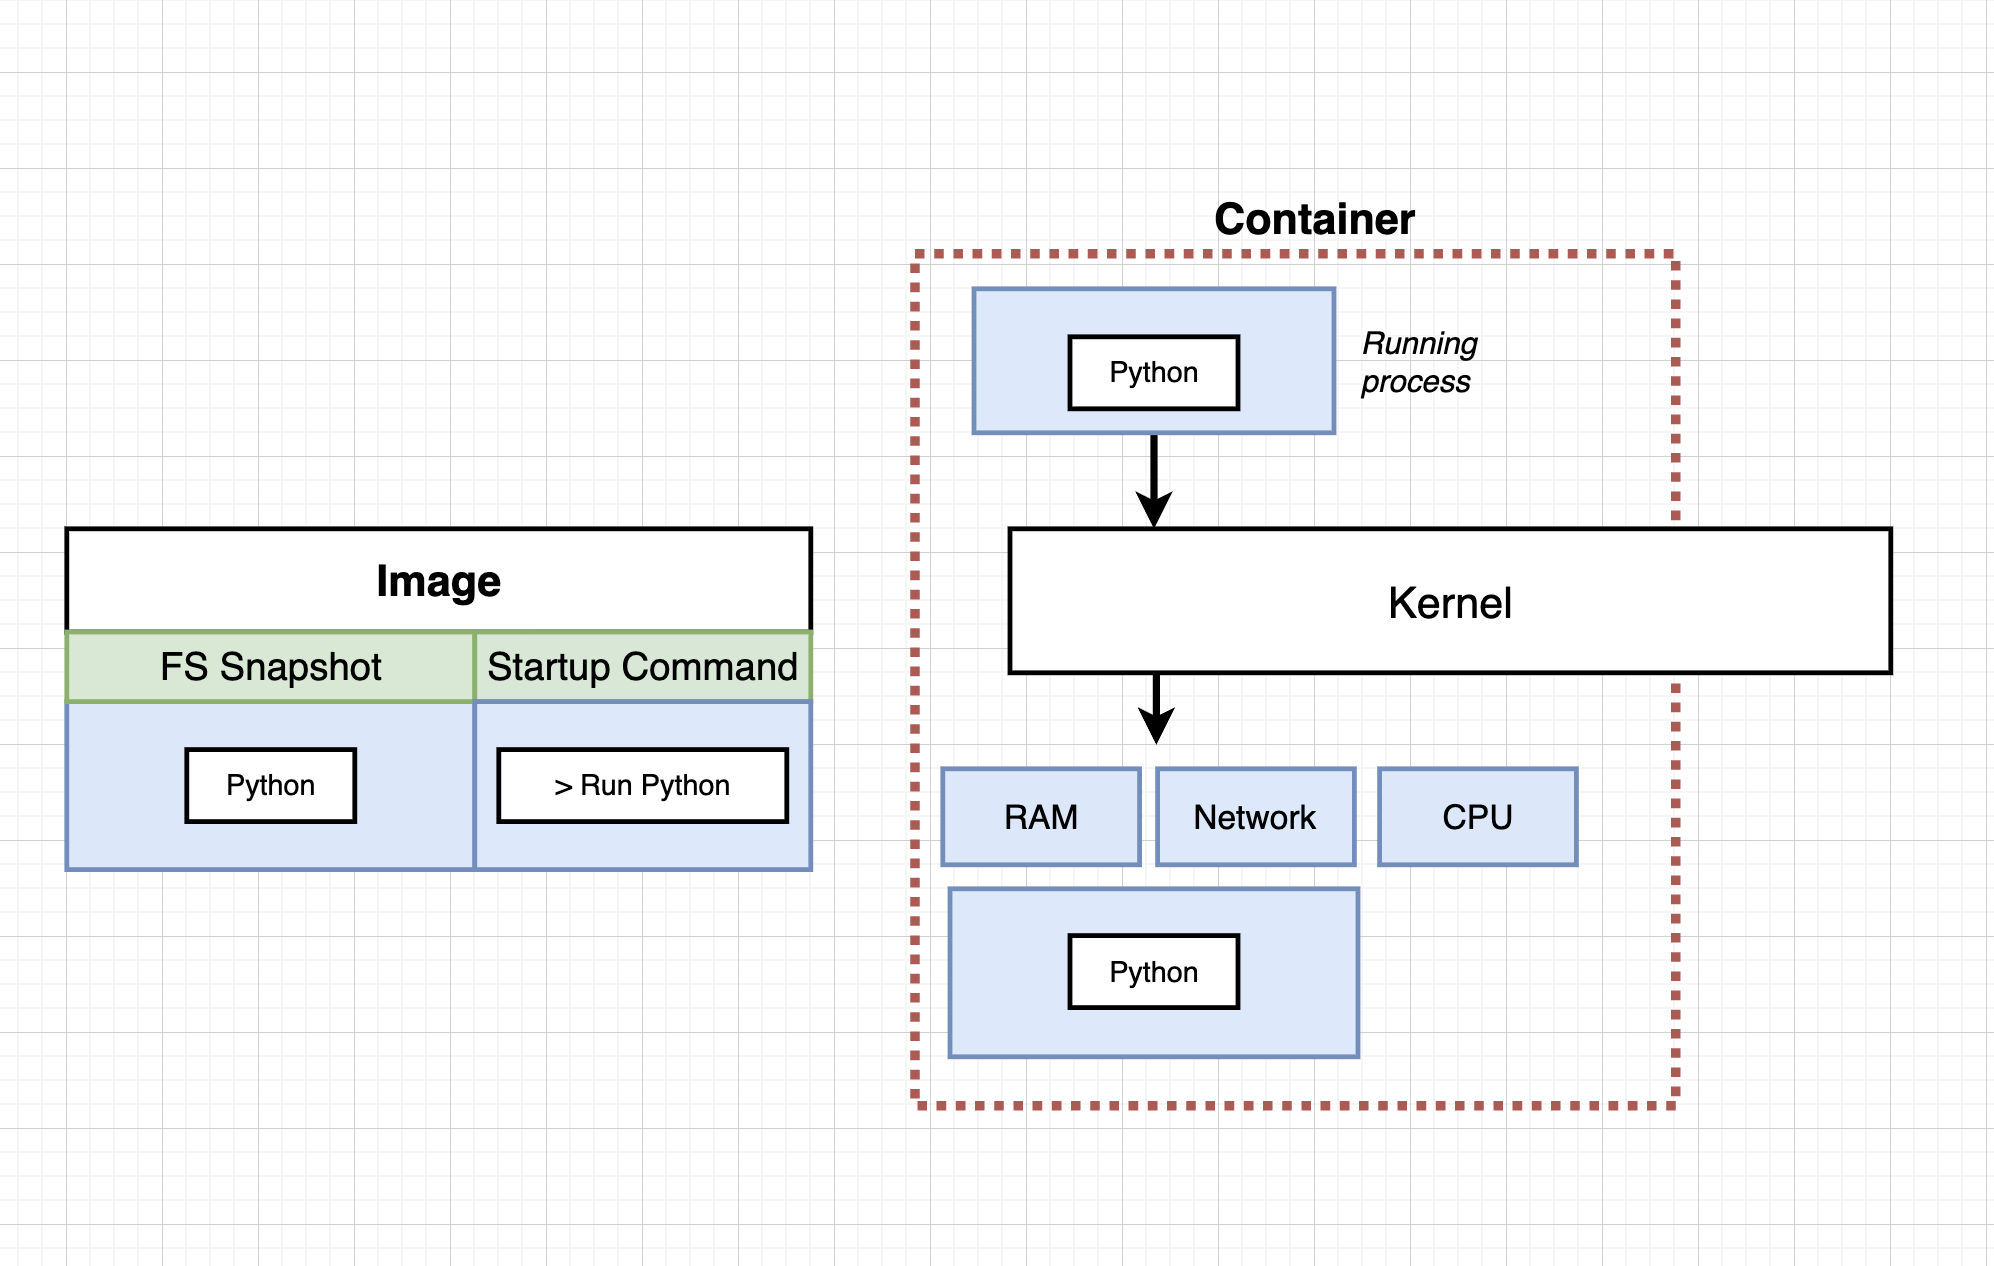 Container
Python
Running
process
Kernel
Image
FS Snapshot
Startup Command
Python
> Run Python
RAM
Network
CPU
Python